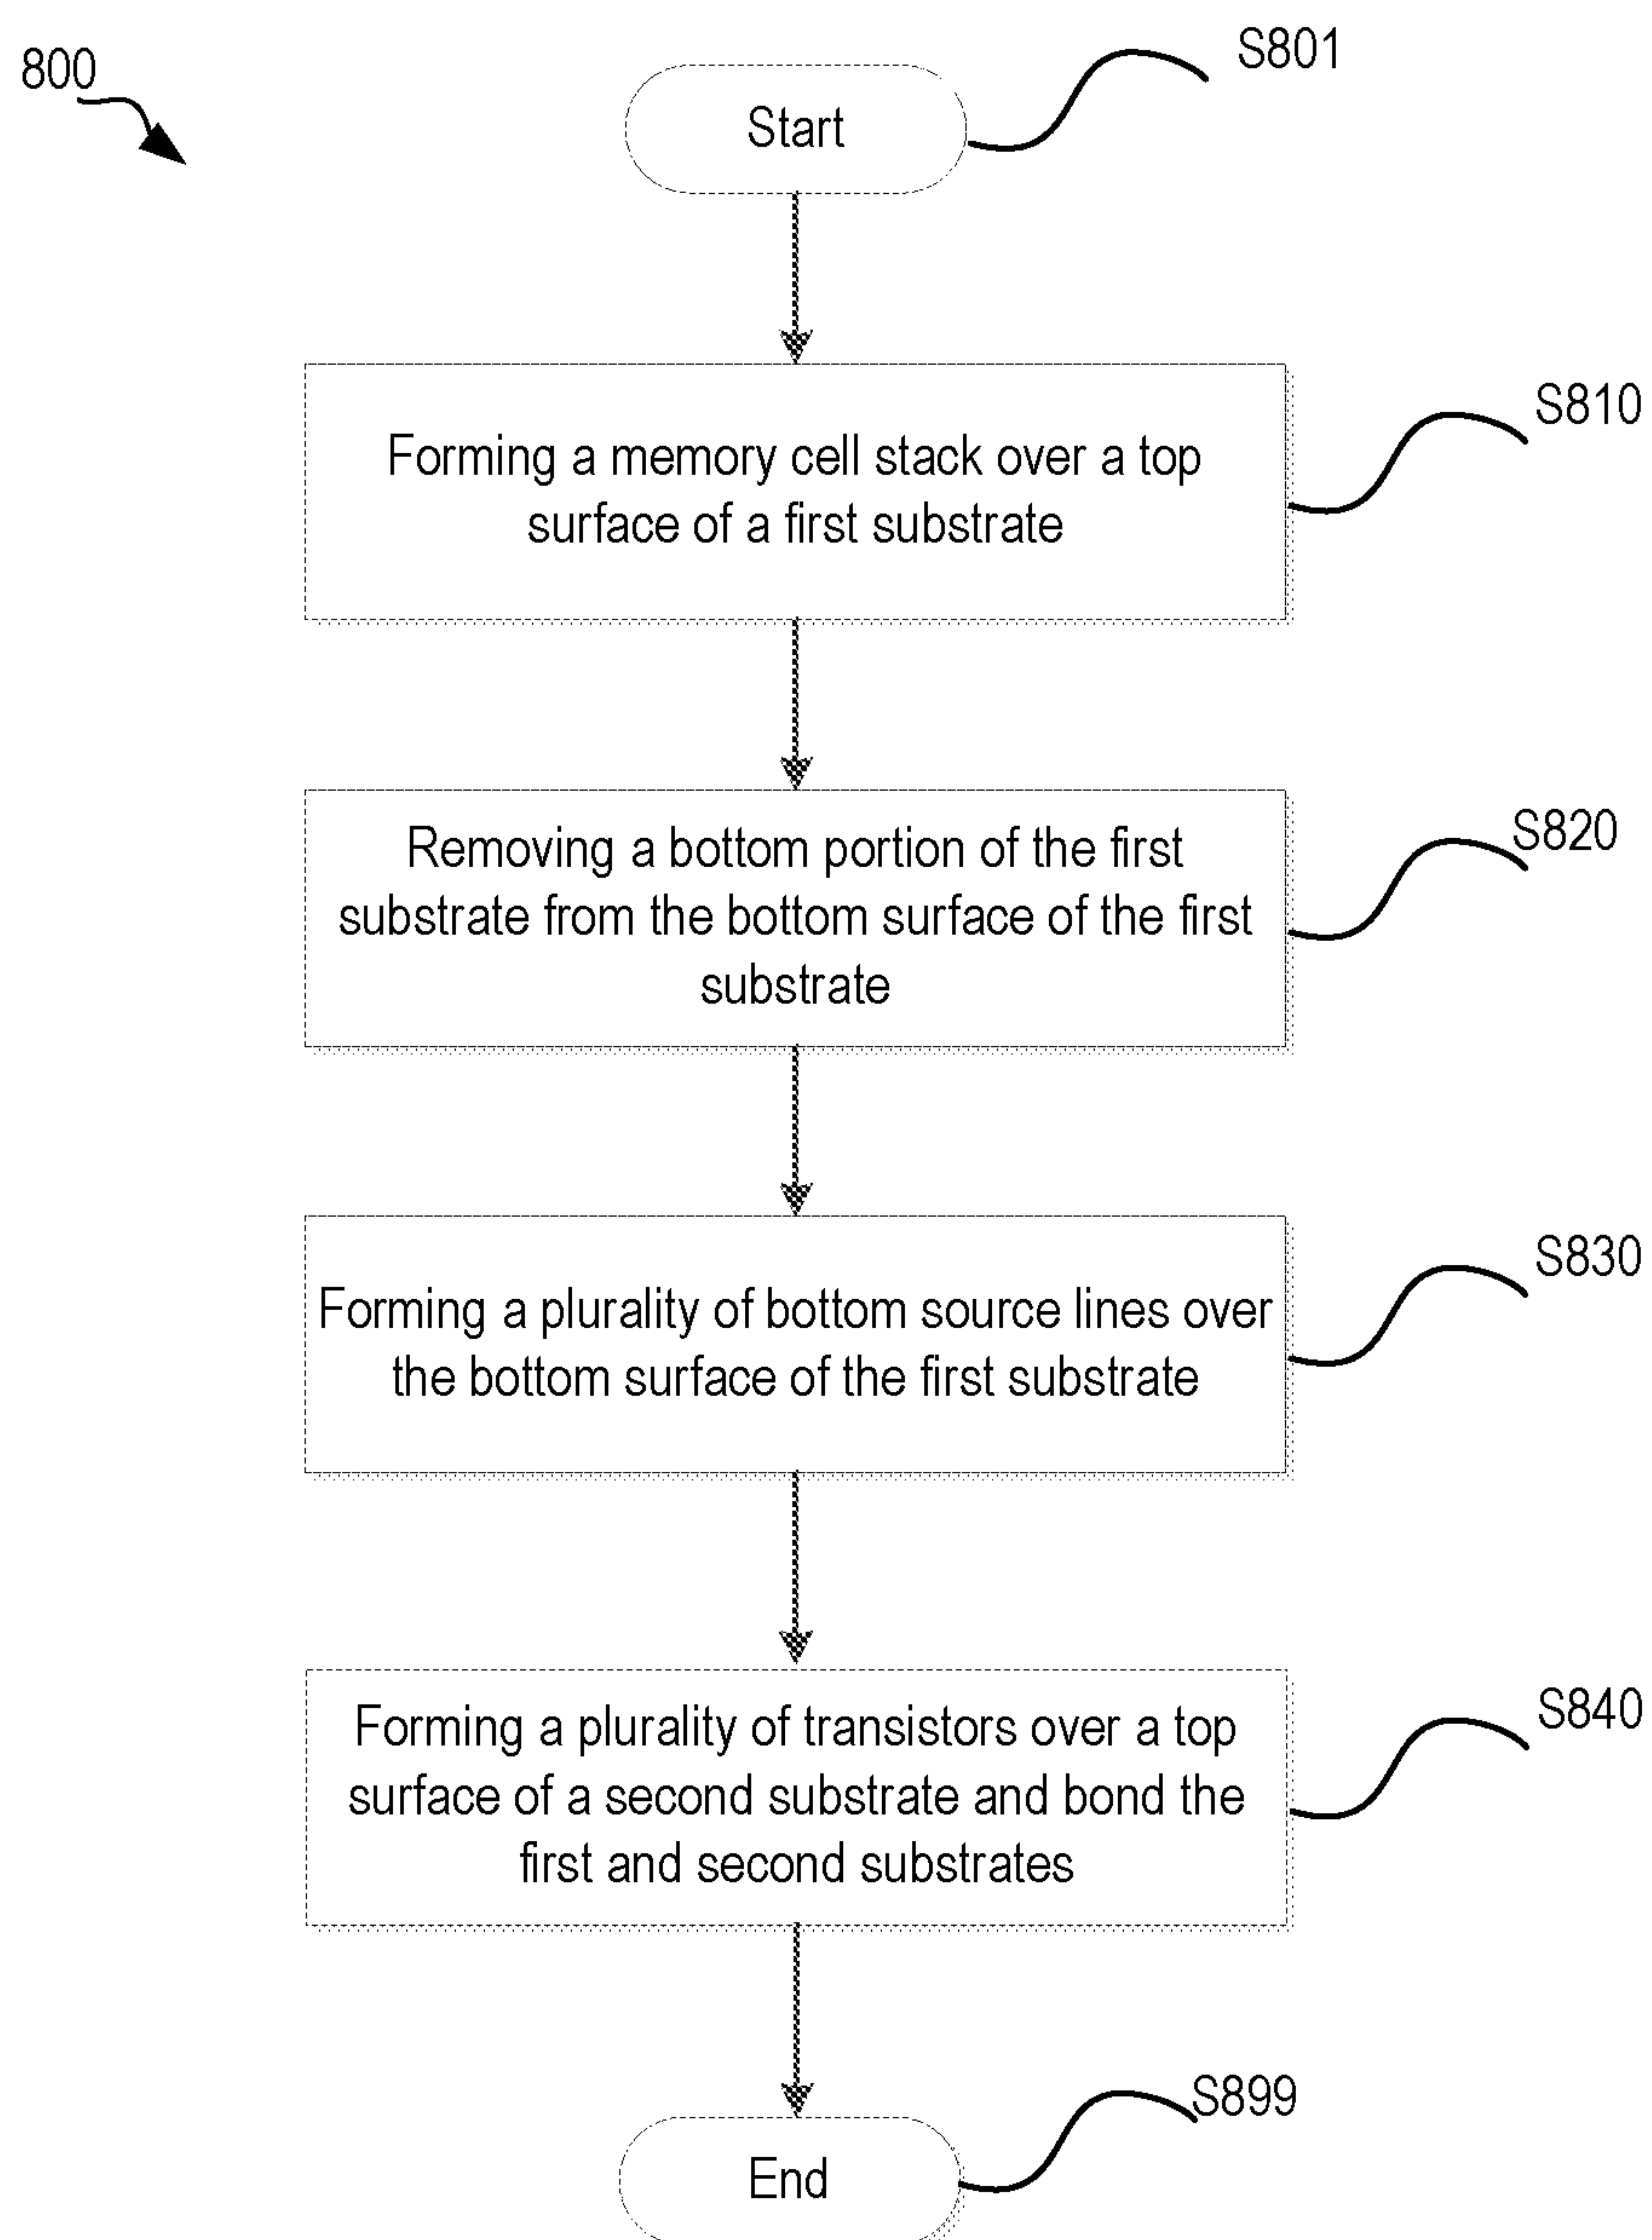 800
S801
Start
S810
Forming a memory cell stack over a top
surface of a first substrate
S820
Removing a bottom portion of the first
substrate from the bottom surface of the first
substrate
S830
Forming a plurality of bottom source lines over
the bottom surface of the first substrate
S840
Forming a plurality of transistors over a top
surface of a second substrate and bond the
first and second substrates
S899
End